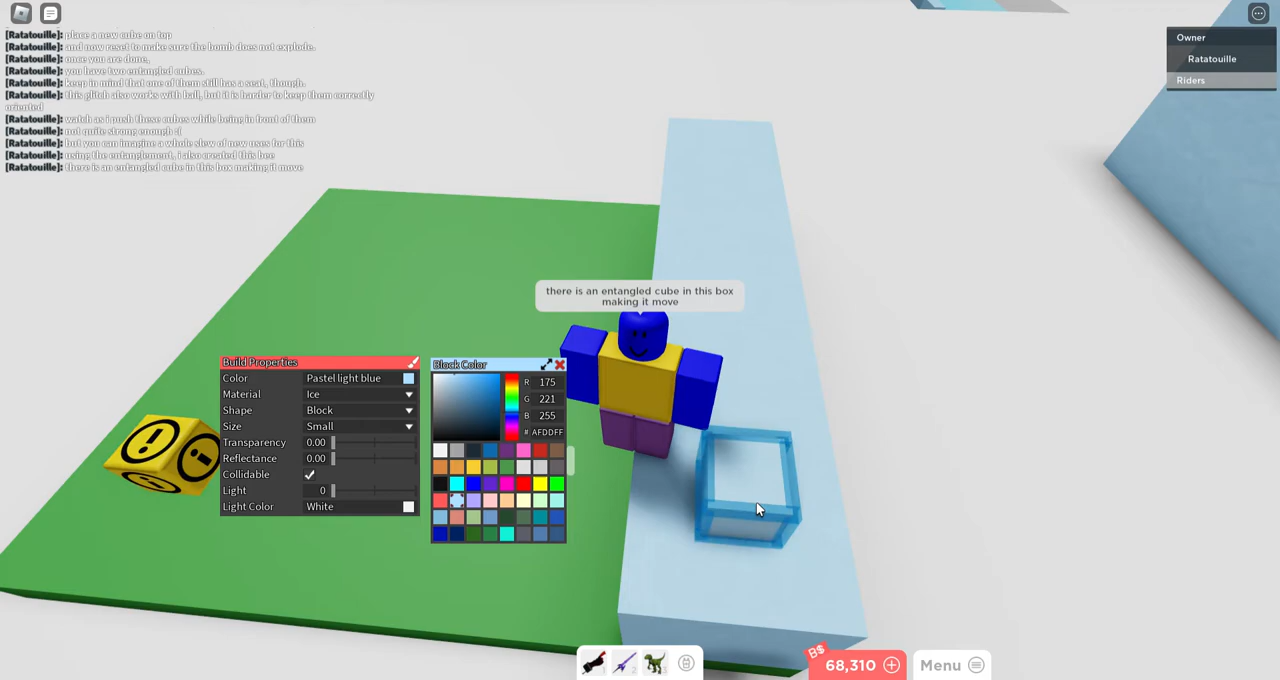 [Ratatouille]: place a new cube on top
[Ratatouille]: and now reset to make sure the bomb does not explode.
[Ratatouille]: once you are done,
[Ratatouille]: you have two entangled cubes.
[Ratatouille]: keep in mind that one of them still has a seat, though.
[Ratatouille]: this glitch also works with ball, but it is harder to keep them correctly
oriented
[Ratatouille]: watch as i push these cubes while being in front of them
[Ratatouille]: not quite strong enough :(
[Ratatouille]: but you can imagine a whole slew of new uses for this
[Ratatouille]: using the entanglement, i also created this bee
[Ratatouille]: there is an entangled cube in this box making it move
Owner
Ratatouille
Riders
there is an entangled cube in this box
making it move
Build Properties
Color Pastel light blue
Material Ice
Shape Block
Size Small
Transparency 0.00
Reflectance 0.00
Collidable
Light 0
Light Color White
Block Color
R 175
G 221
B 255
# AFDDFF
1 2 3
B$
68,310
Menu